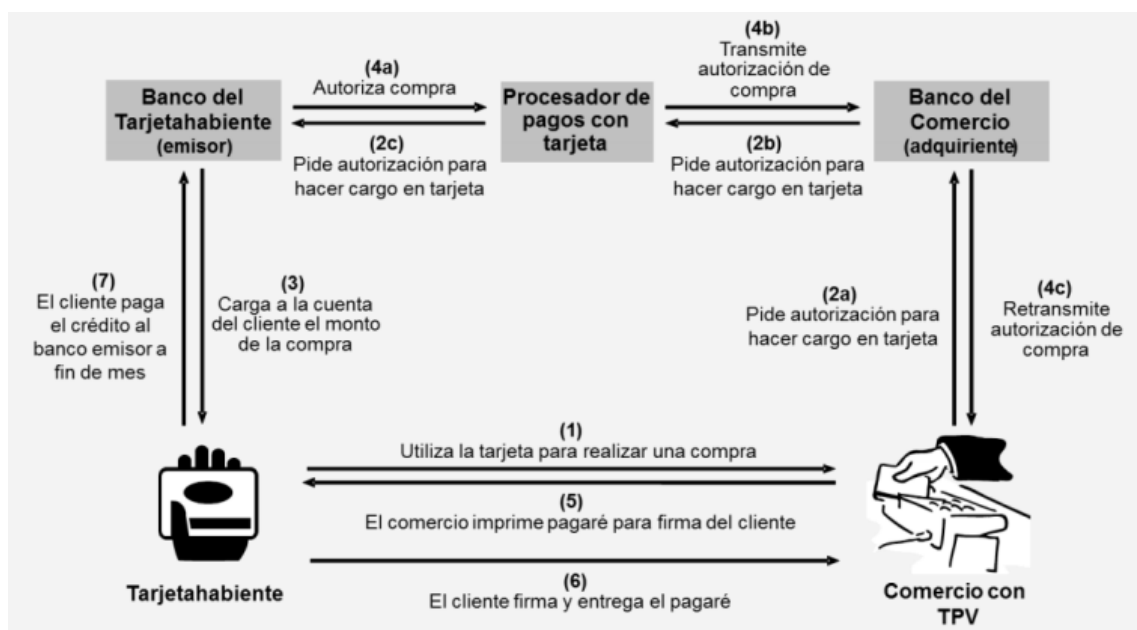 (4a)
Autoriza compra
(4b)
Transmite
autorización de
compra
Banco del
Tarjetahabiente
(emisor)
Procesador de
pagos con
tarjeta
Banco del
Comercio
(adquiriente)
(2c)
Pide autorización para
hacer cargo en tarjeta
(2b)
Pide autorización para
hacer cargo en tarjeta
(7)
El cliente paga
el crédito al
banco emisor a
fin de mes
(3)
Carga a la cuenta
del cliente el monto
de la compra
(2a)
Pide autorización para
hacer cargo en tarjeta
(4c)
Retransmite
autorización de
compra
(1)
Utiliza la tarjeta para realizar una compra
(5)
El comercio imprime pagaré para firma del cliente
(6)
El cliente firma y entrega el pagaré
Tarjetahabiente
Comercio con
TPV